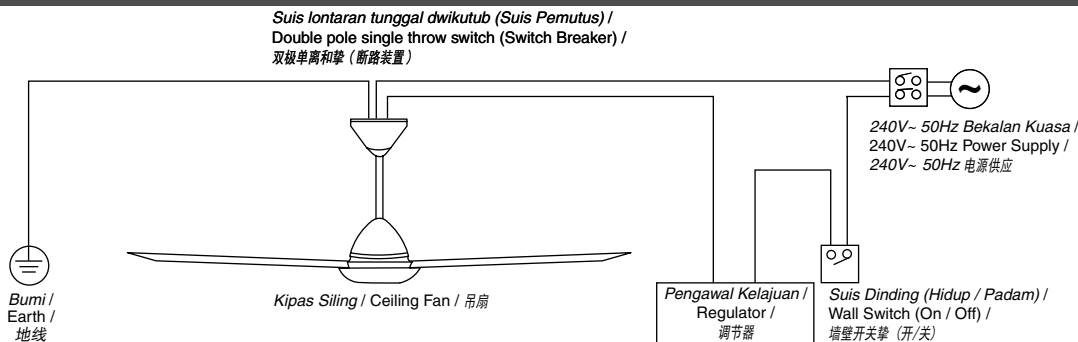 Suis lontaran tunggal dwikutub (Suis Pemutus) /
Double pole single throw switch (Switch Breaker) /
双极单离和挚 (断路装置)
~
240V~ 50Hz Bekalan Kuasa /
240V~ 50Hz Power Supply /
240V~ 50Hz 电源供应
Bumi /
Earth /
地线
Kipas Siling / Ceiling Fan / 吊扇
Pengawal Kelajuan /
Regulator /
调节器
Suis Dinding (Hidup / Padam) /
Wall Switch (On / Off) /
墙壁开关挚 (开/关)